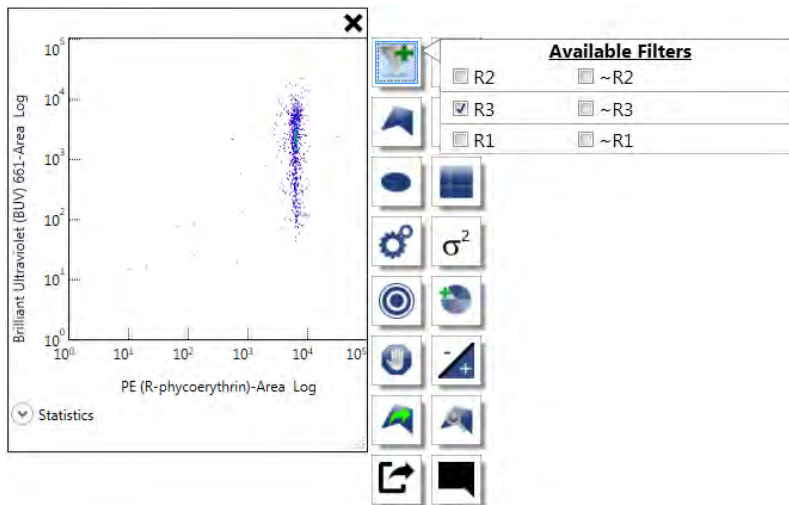 Available Filters
R2 ~R2
R3 ~R3
R1 ~R1
10⁵
10⁴
10³
10²
10¹
10⁰
Brilliant Ultraviolet (BUV) 661-Area Log
10⁰ 10¹ 10² 10³ 10⁴ 10⁵
PE (R-phycoerythrin)-Area Log
Statistics
σ²
- +